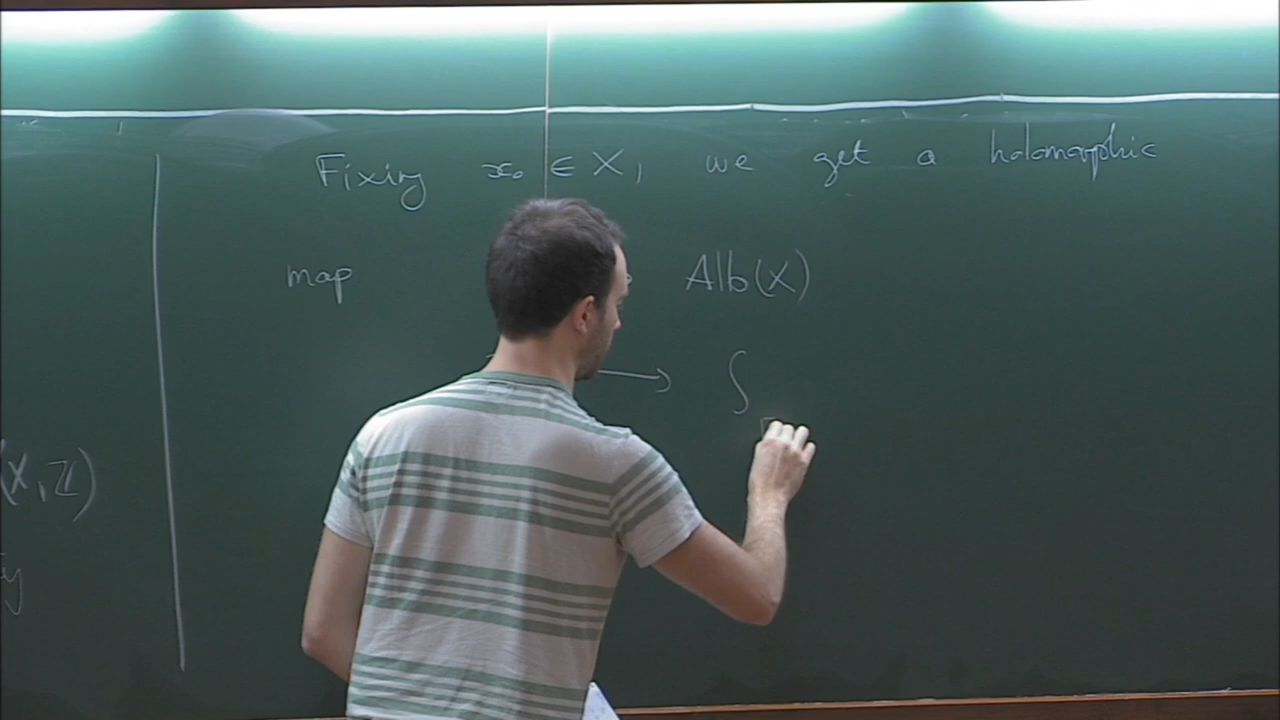 Fixing x₀ ∈ X, we get a holomorphic
map Alb(X)
→ ∫
(X, ℤ)
y